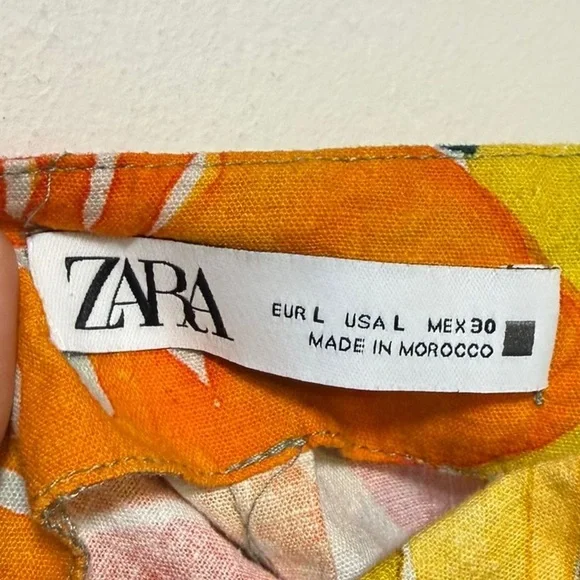 ZARA
EUR L USA L MEX 30
MADE IN MOROCCO